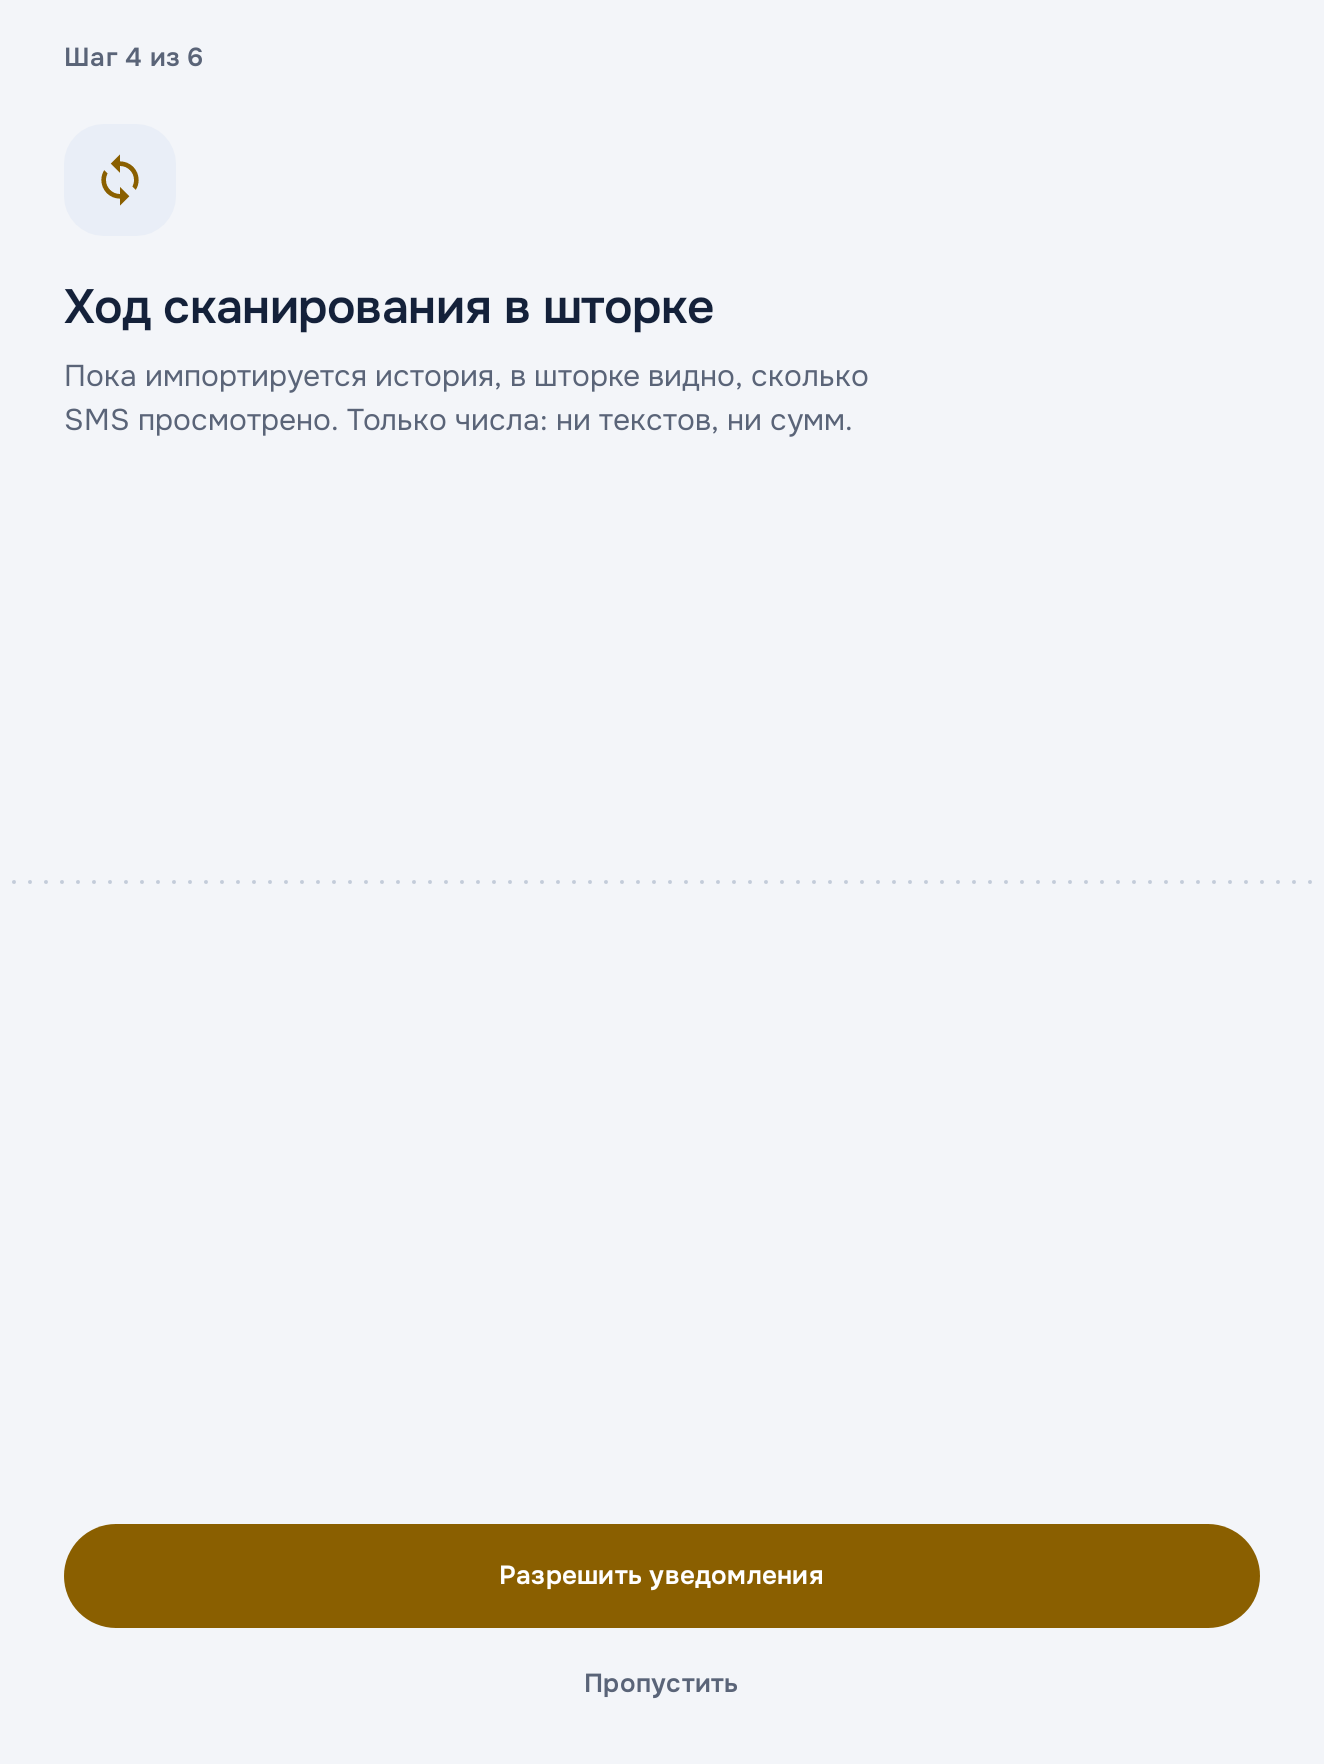 Шаг 4 из 6
Ход сканирования в шторке
Пока импортируется история, в шторке видно, сколько
SMS просмотрено. Только числа: ни текстов, ни сумм.
Разрешить уведомления
Пропустить